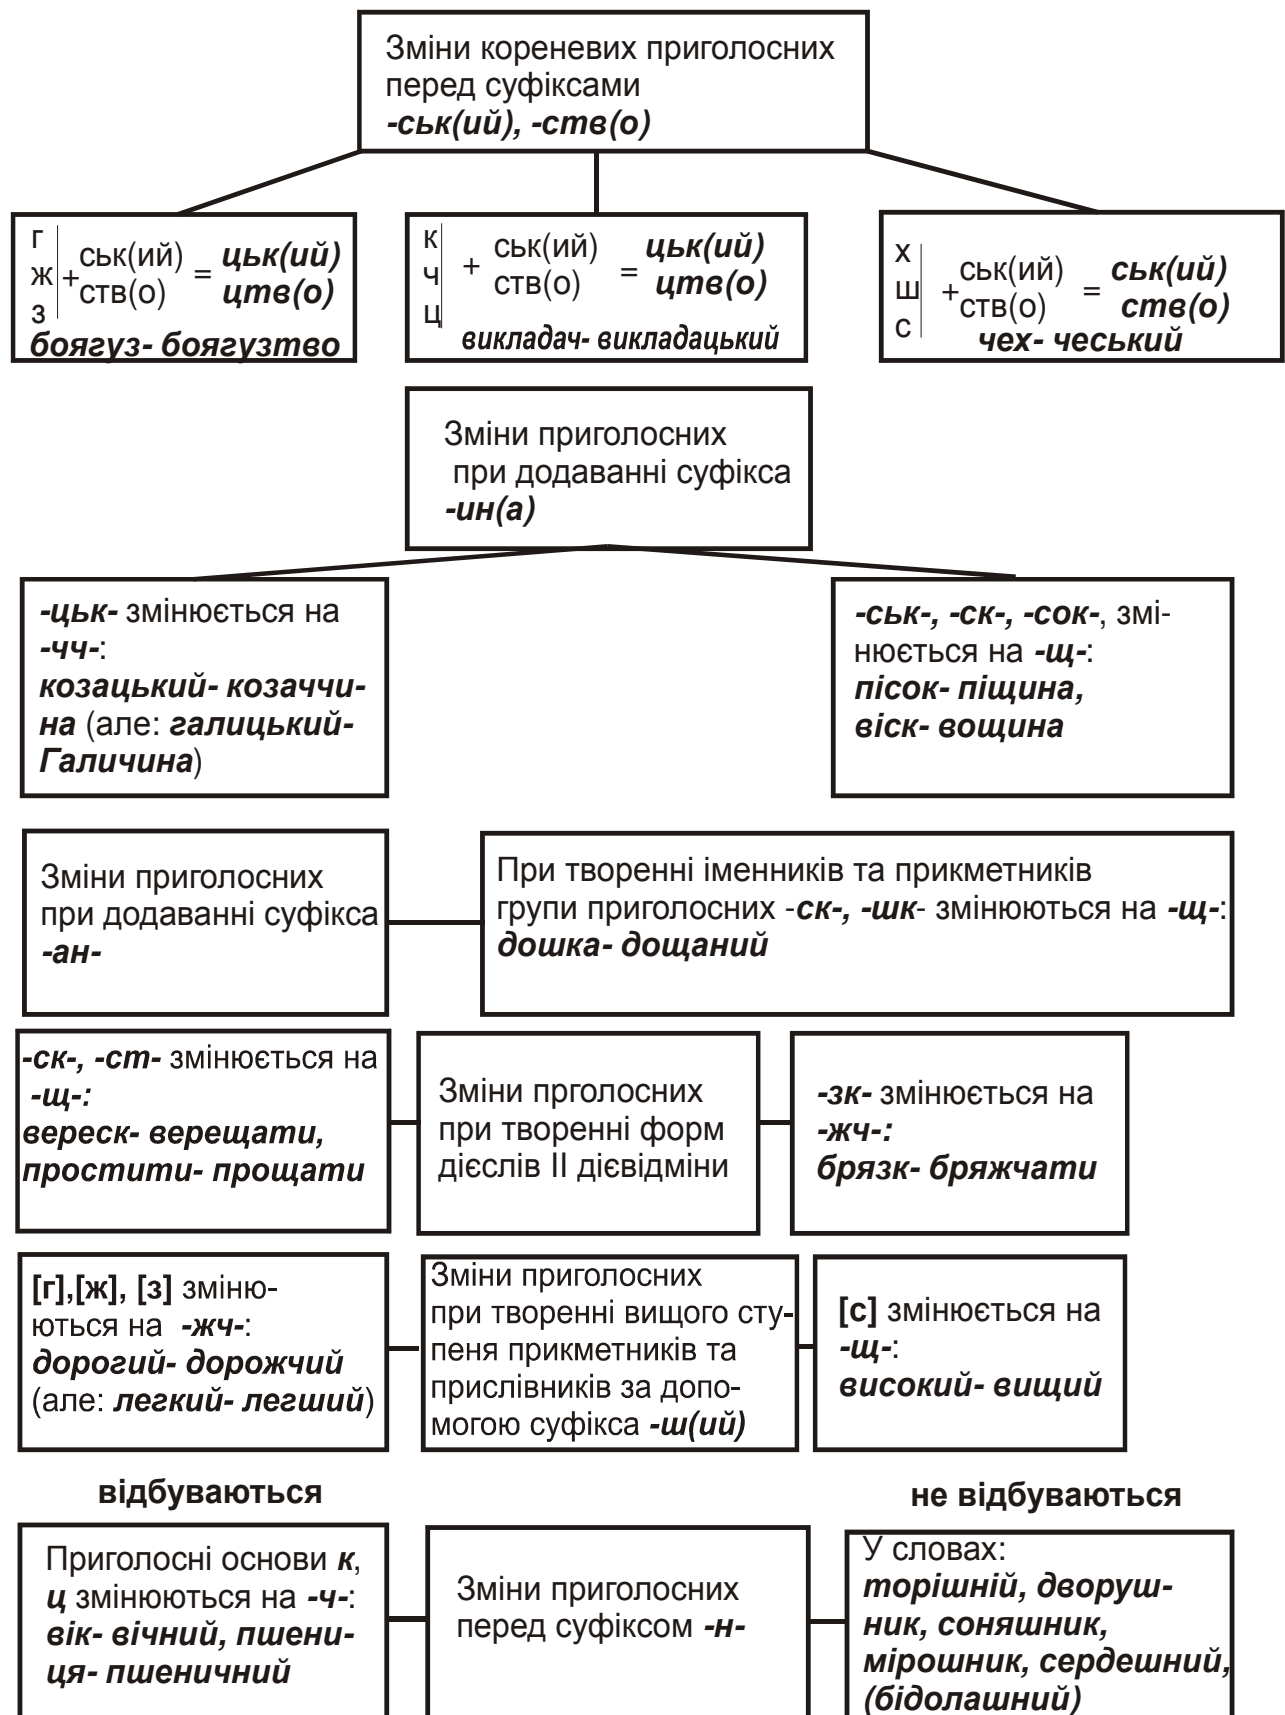 Зміни кореневих приголосних
перед суфіксами
-ськ(ий), -ств(о)
г
ж
з
+
ськ(ий)
ств(о)
=
цьк(ий)
цтв(о)
боягуз- боягузтво
к
ч
ц
+
ськ(ий)
ств(о)
=
цьк(ий)
цтв(о)
викладач- викладацький
х
ш
с
+
ськ(ий)
ств(о)
=
ськ(ий)
ств(о)
чех- чеський
Зміни приголосних
при додаванні суфікса
-ин(а)
-цьк- змінюється на
-чч-:
козацький- козаччи-
на (але: галицький-
Галичина)
-ськ-, -ск-, -сок-, змі-
нюється на -щ-:
пісок- піщина,
віск- вощина
Зміни приголосних
при додаванні суфікса
-ан-
При творенні іменників та прикметників
групи приголосних -ск-, -шк- змінюються на -щ-:
дошка- дощаний
-ск-, -ст- змінюється на
-щ-:
вереск- верещати,
простити- прощати
Зміни прголосних
при творенні форм
дієслів ІІ дієвідміни
-зк- змінюється на
-жч-:
брязк- бряжчати
[г],[ж], [з] зміню-
ються на -жч-:
дорогий- дорожчий
(але: легкий- легший)
Зміни приголосних
при творенні вищого сту-
пеня прикметників та
прислівників за допо-
могою суфікса -ш(ий)
[с] змінюється на
-щ-:
високий- вищий
відбуваються
не відбуваються
Приголосні основи к,
ц змінюються на -ч-:
вік- вічний, пшени-
ця- пшеничний
Зміни приголосних
перед суфіксом -н-
У словах:
торішній, дворуш-
ник, соняшник,
мірошник, сердешний,
(бідолашний)